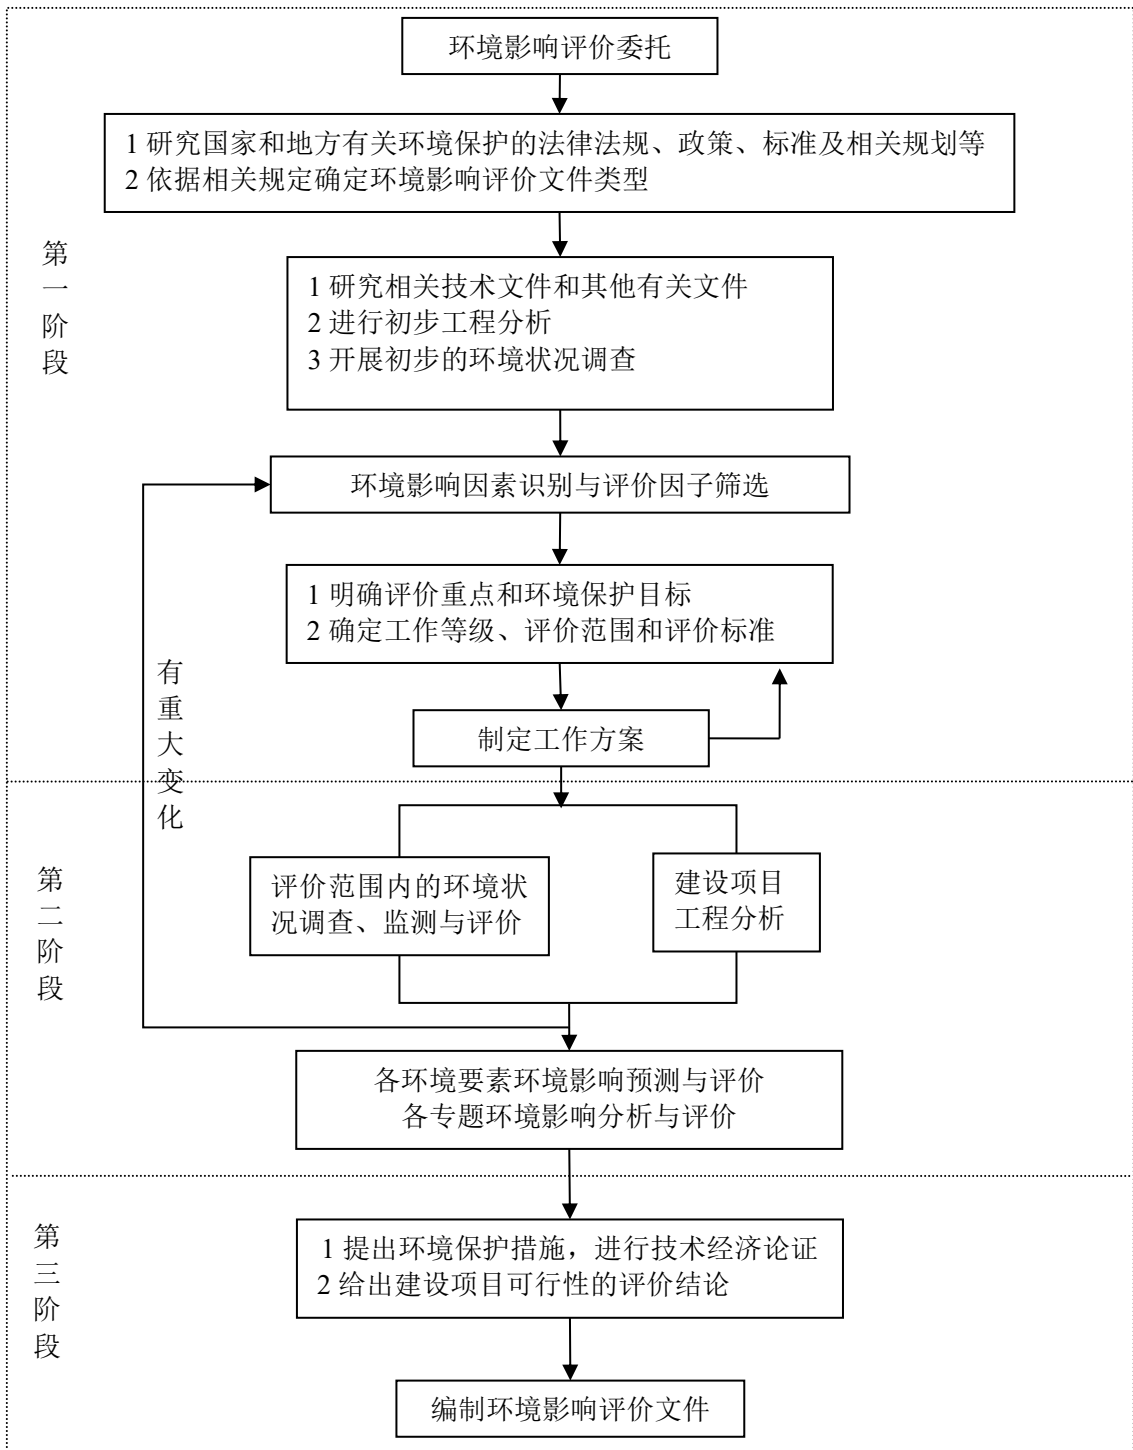 环境影响评价委托
1 研究国家和地方有关环境保护的法律法规、政策、标准及相关规划等
2 依据相关规定确定环境影响评价文件类型
第一阶段
1 研究相关技术文件和其他有关文件
2 进行初步工程分析
3 开展初步的环境状况调查
环境影响因素识别与评价因子筛选
1 明确评价重点和环境保护目标
2 确定工作等级、评价范围和评价标准
有重大变化
制定工作方案
第二阶段
评价范围内的环境状
况调查、监测与评价
建设项目
工程分析
各环境要素环境影响预测与评价
各专题环境影响分析与评价
第三阶段
1 提出环境保护措施，进行技术经济论证
2 给出建设项目可行性的评价结论
编制环境影响评价文件